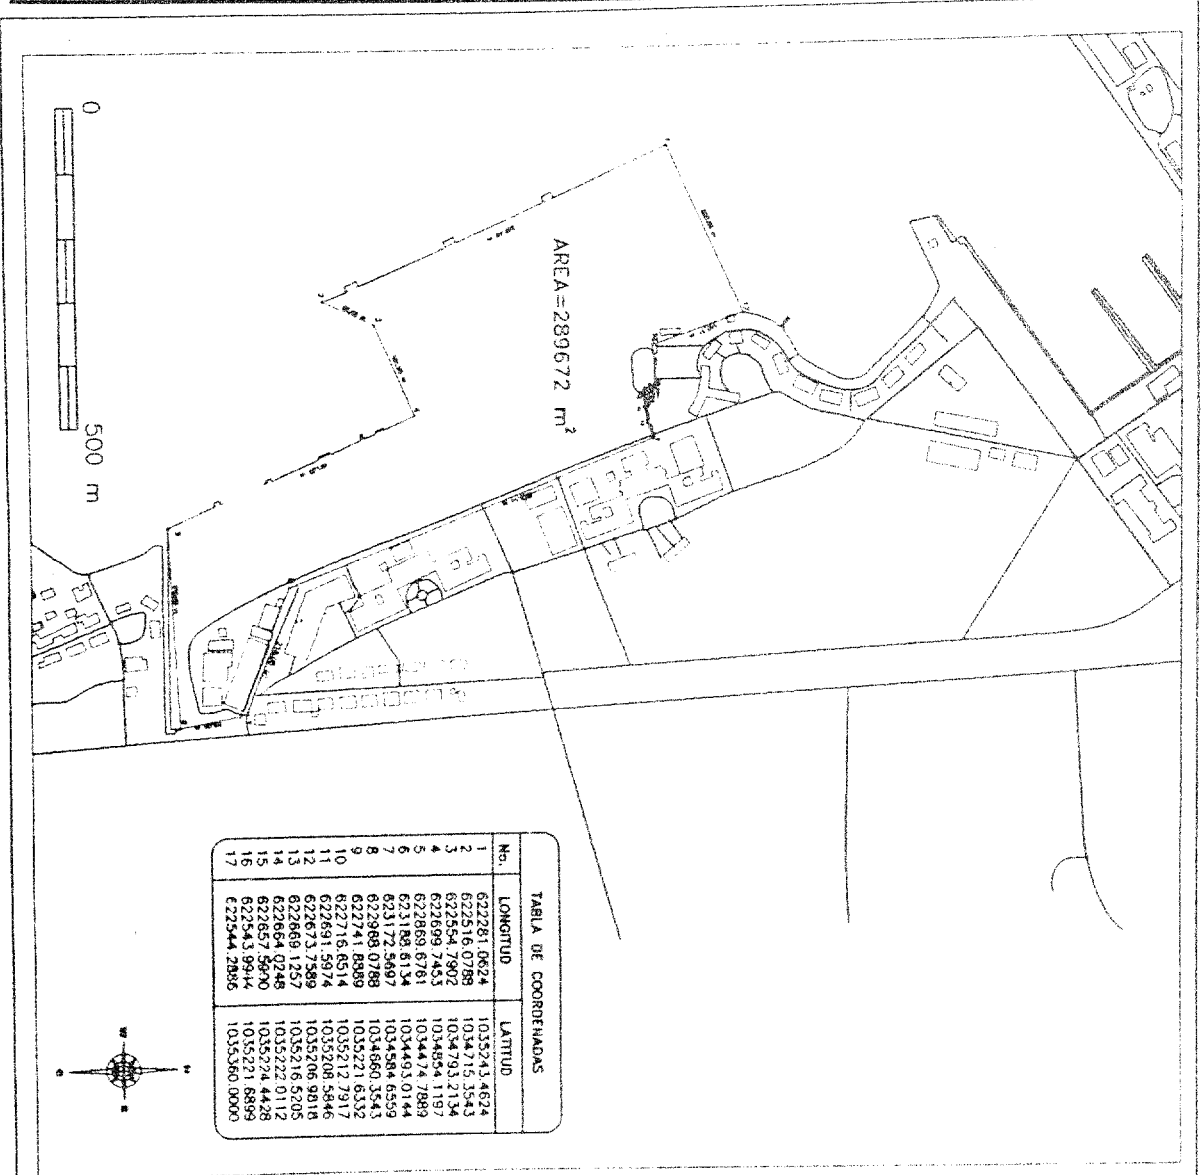 0
500 m
AREA=289672 m²
TABLA DE COORDENADAS
No. LONGITUD LATITUD
1 622281.0624 1035243.4624
2 622516.0788 1034715.3543
3 622554.7902 1034793.2134
4 622699.7453 1034854.1197
5 622869.6761 1034474.7889
6 623188.6134 1034493.0144
7 623172.5697 1034584.6559
8 622968.0788 1034660.3543
9 622741.8889 1035221.6332
10 622716.6514 1035212.7917
11 622691.5974 1035208.5846
12 622673.7589 1035206.9818
13 622669.1257 1035216.5205
14 622664.0248 1035222.0112
15 622657.5900 1035224.4428
16 622543.9944 1035221.6899
17 622544.2886 1035360.0000